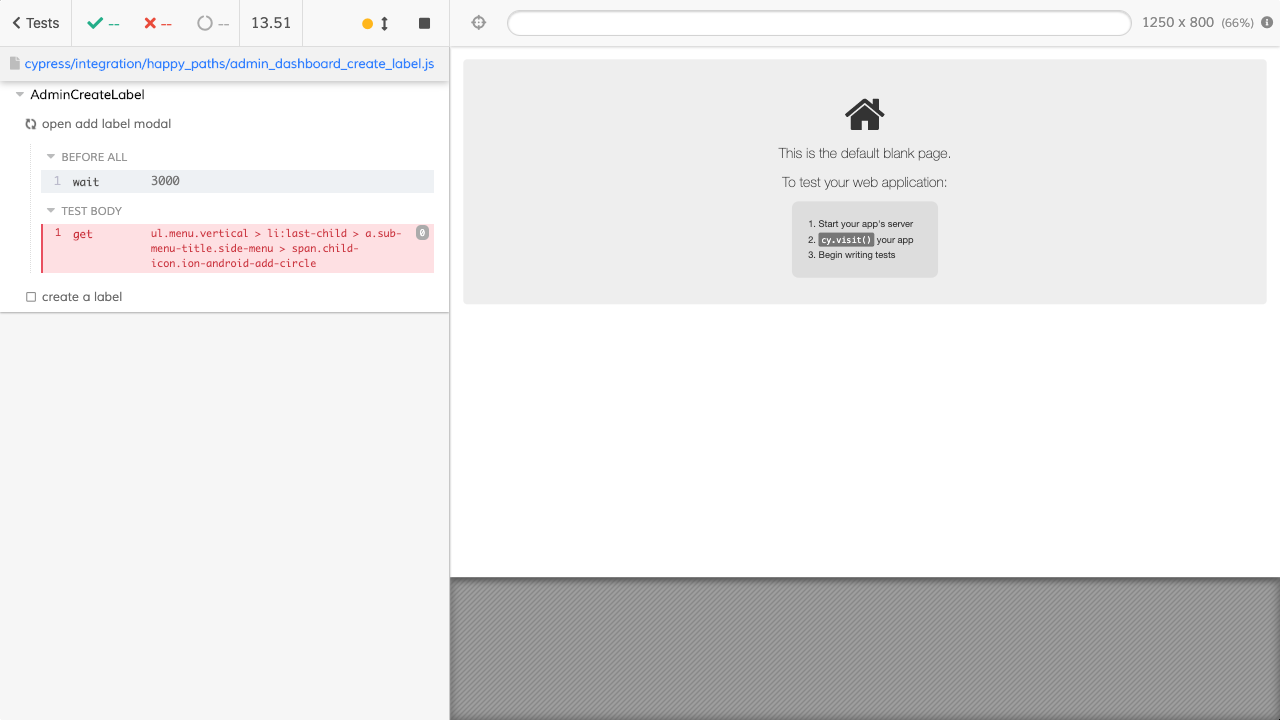 Tests
--
--
--
13.51
1250 x 800 (66%)
cypress/integration/happy_paths/admin_dashboard_create_label.js
AdminCreateLabel
open add label modal
BEFORE ALL
1 wait 3000
TEST BODY
1 get ul.menu.vertical > li:last-child > a.sub- 0
menu-title.side-menu > span.child-
icon.ion-android-add-circle
create a label
This is the default blank page.
To test your web application:
1. Start your app's server
2. cy.visit() your app
3. Begin writing tests